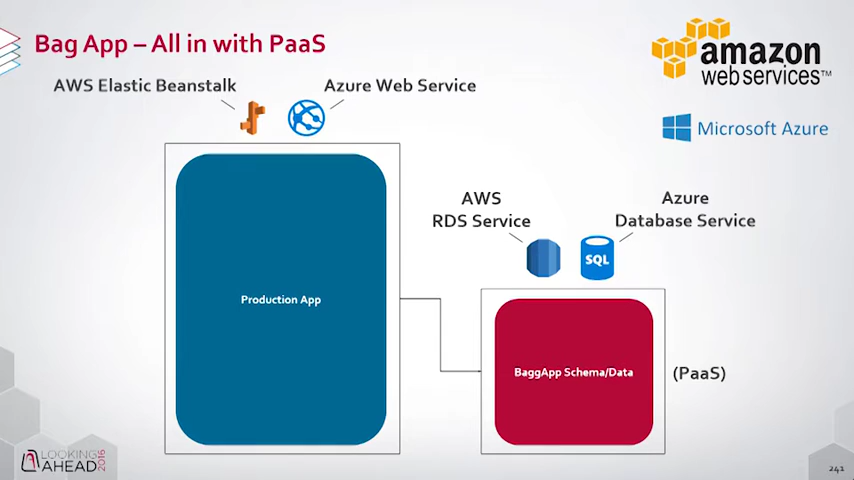 Bag App – All in with PaaS
amazon
web services™
AWS Elastic Beanstalk
Azure Web Service
Microsoft Azure
AWS
RDS Service
Azure
Database Service
SQL
Production App
BaggApp Schema/Data
(PaaS)
LOOKING
AHEAD
2016
241